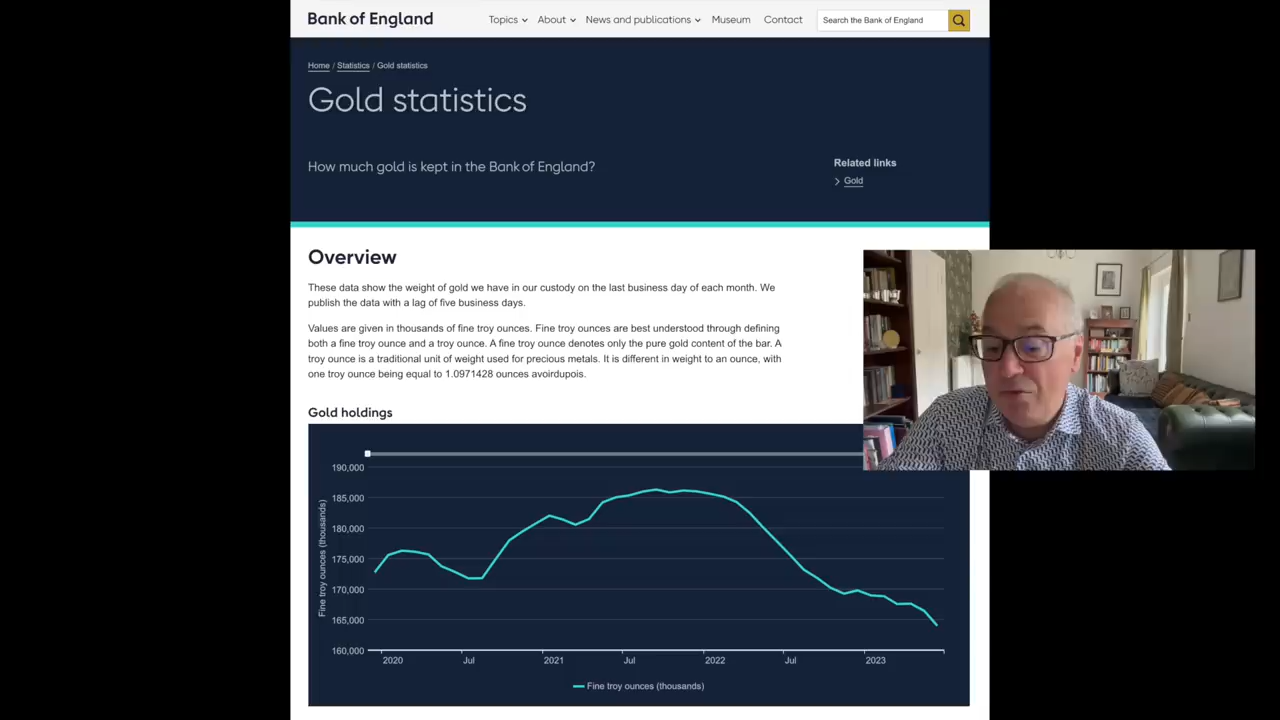 Bank of England
Topics About News and publications Museum Contact Search the Bank of England
Home / Statistics / Gold statistics
Gold statistics
How much gold is kept in the Bank of England?
Related links
Gold
Overview
These data show the weight of gold we have in our custody on the last business day of each month. We
publish the data with a lag of five business days.
Values are given in thousands of fine troy ounces. Fine troy ounces are best understood through defining
both a fine troy ounce and a troy ounce. A fine troy ounce denotes only the pure gold content of the bar. A
troy ounce is a traditional unit of weight used for precious metals. It is different in weight to an ounce, with
one troy ounce being equal to 1.0971428 ounces avoirdupois.
Gold holdings
190,000
185,000
180,000
175,000
170,000
165,000
160,000
Fine troy ounces (thousands)
2020 Jul 2021 Jul 2022 Jul 2023
Fine troy ounces (thousands)